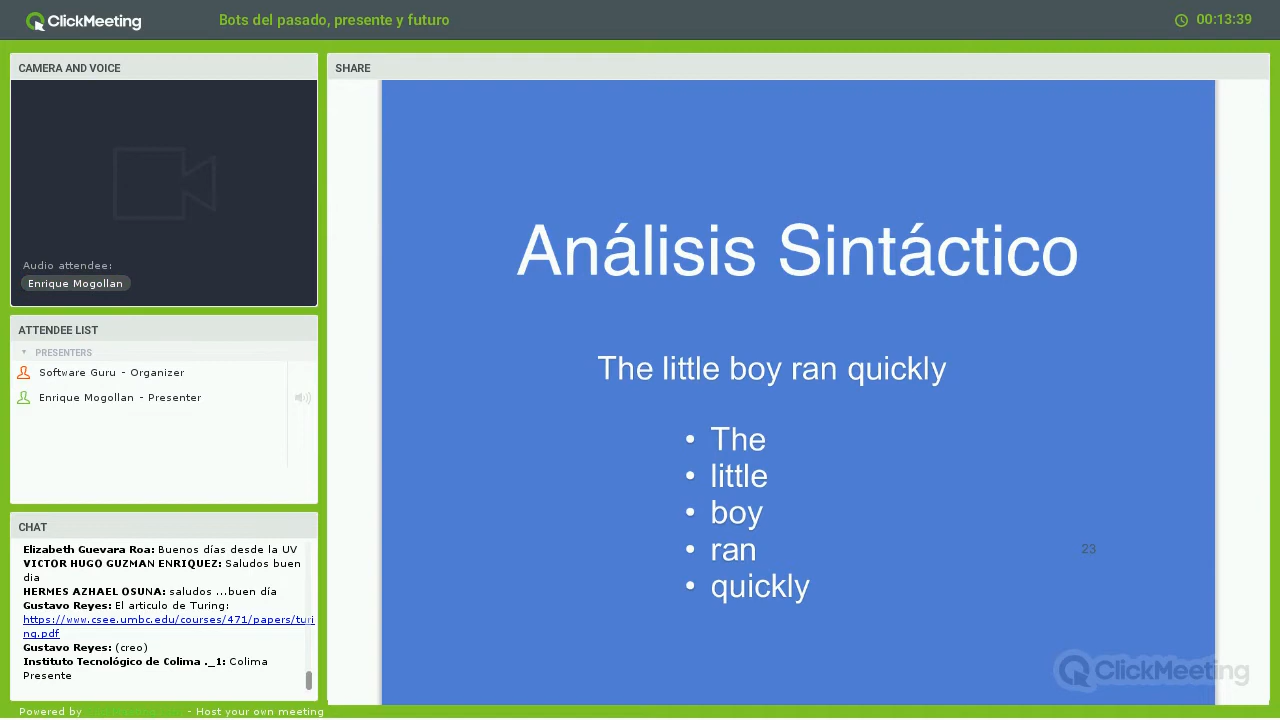 ClickMeeting
Bots del pasado, presente y futuro
00:13:39
CAMERA AND VOICE
Audio attendee:
Enrique Mogollan
ATTENDEE LIST
PRESENTERS
Software Guru - Organizer
Enrique Mogollan - Presenter
CHAT
Elizabeth Guevara Roa: Buenos días desde la UV
VICTOR HUGO GUZMAN ENRIQUEZ: Saludos buen
dia
HERMES AZHAEL OSUNA: saludos ...buen día
Gustavo Reyes: El articulo de Turing:
https://www.csee.umbc.edu/courses/471/papers/turi
ng.pdf
Gustavo Reyes: (creo)
Instituto Tecnológico de Colima ._1: Colima
Presente
Powered by - Host your own meeting
SHARE
Análisis Sintáctico
The little boy ran quickly
• The
• little
• boy
• ran
• quickly
23
ClickMeeting